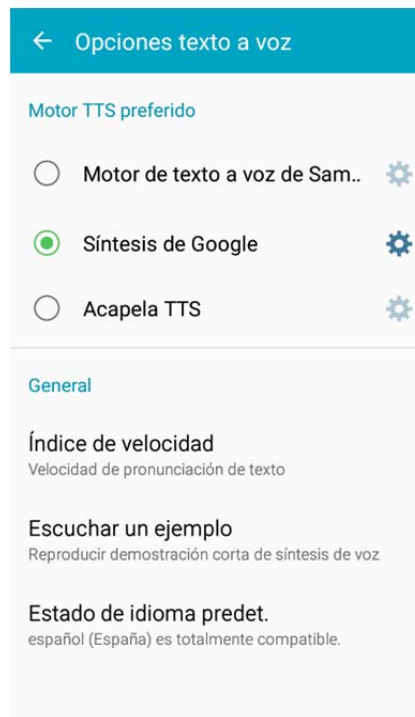 Opciones texto a voz
Motor TTS preferido
Motor de texto a voz de Sam..
Síntesis de Google
Acapela TTS
General
Índice de velocidad
Velocidad de pronunciación de texto
Escuchar un ejemplo
Reproducir demostración corta de síntesis de voz
Estado de idioma predet.
español (España) es totalmente compatible.